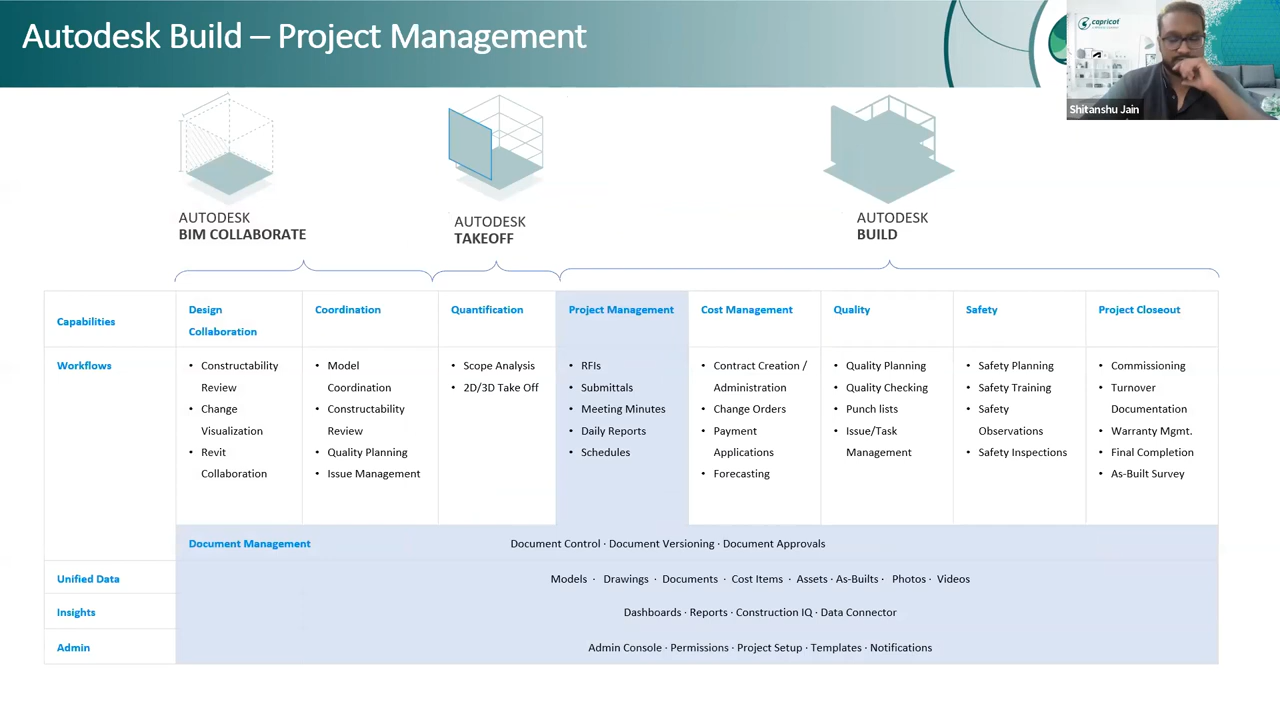 Autodesk Build – Project Management
capricot
Shitanshu Jain
AUTODESK
BIM COLLABORATE
AUTODESK
TAKEOFF
AUTODESK
BUILD
Capabilities
Design
Collaboration
Coordination
Quantification
Project Management
Cost Management
Quality
Safety
Project Closeout
Workflows
• Constructability
Review
• Change
Visualization
• Revit
Collaboration
• Model
Coordination
• Constructability
Review
• Quality Planning
• Issue Management
• Scope Analysis
• 2D/3D Take Off
• RFIs
• Submittals
• Meeting Minutes
• Daily Reports
• Schedules
• Contract Creation /
Administration
• Change Orders
• Payment
Applications
• Forecasting
• Quality Planning
• Quality Checking
• Punch lists
• Issue/Task
Management
• Safety Planning
• Safety Training
• Safety
Observations
• Safety Inspections
• Commissioning
• Turnover
Documentation
• Warranty Mgmt.
• Final Completion
• As-Built Survey
Document Management
Document Control · Document Versioning · Document Approvals
Unified Data
Models · Drawings · Documents · Cost Items · Assets · As-Builts · Photos · Videos
Insights
Dashboards · Reports · Construction IQ · Data Connector
Admin
Admin Console · Permissions · Project Setup · Templates · Notifications